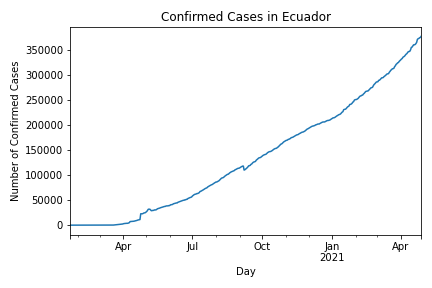 Confirmed Cases in Ecuador
Number of Confirmed Cases
350000
300000
250000
200000
150000
100000
50000
0
Apr
Jul
Oct
Jan
2021
Apr
Day